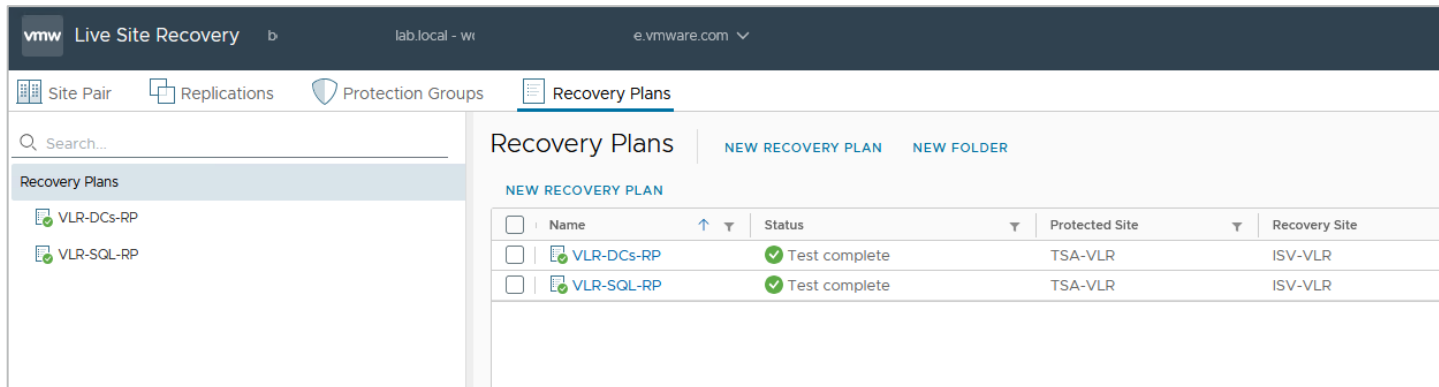 vmw Live Site Recovery lab.local e.vmware.com
Site Pair Replications Protection Groups Recovery Plans
Search...
Recovery Plans
VLR-DCs-RP
VLR-SQL-RP
Recovery Plans NEW RECOVERY PLAN NEW FOLDER
NEW RECOVERY PLAN
Name Status Protected Site Recovery Site
VLR-DCs-RP Test complete TSA-VLR ISV-VLR
VLR-SQL-RP Test complete TSA-VLR ISV-VLR